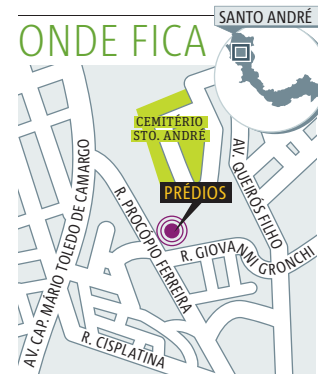 ONDE FICA
SANTO ANDRÉ
CEMITÉRIO
STO. ANDRÉ
PRÉDIOS
AV. QUEIRÓS FILHO
AV. CAP. MÁRIO TOLEDO DE CAMARGO
R. PROCÓPIO FERREIRA
R. GIOVANNI GRONCHI
R. CISPLATINA